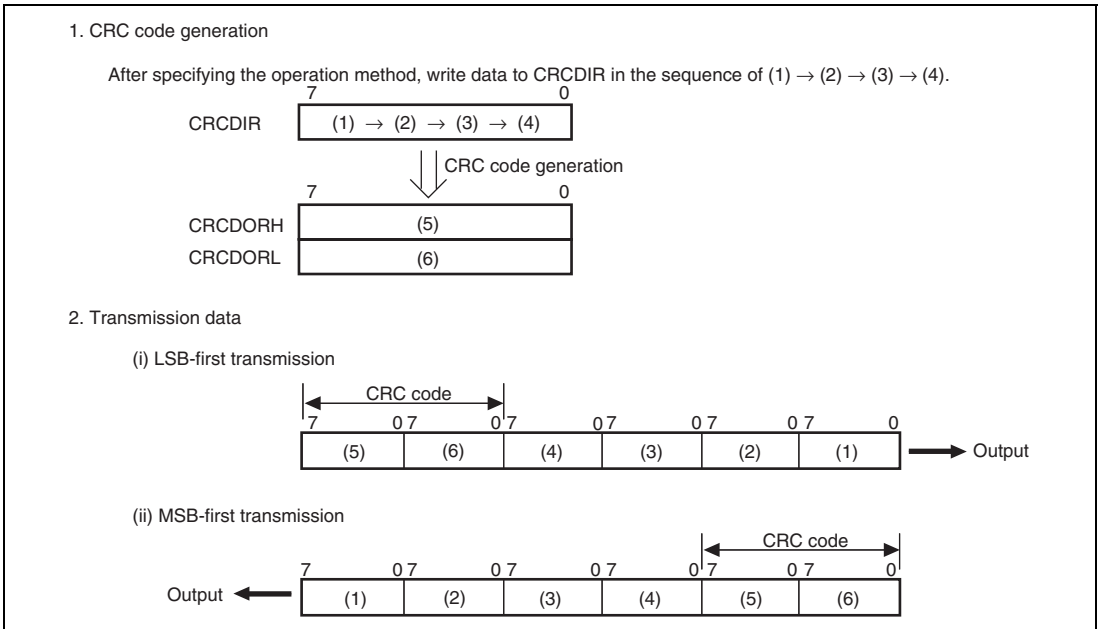 1. CRC code generation
After specifying the operation method, write data to CRCDIR in the sequence of (1) → (2) → (3) → (4).
7 0
CRCDIR (1) → (2) → (3) → (4)
CRC code generation
7 0
CRCDORH (5)
CRCDORL (6)
2. Transmission data
(i) LSB-first transmission
CRC code
7 0 7 0 7 0 7 0 7 0 7 0
(5) (6) (4) (3) (2) (1) Output
(ii) MSB-first transmission
CRC code
7 0 7 0 7 0 7 0 7 0 7 0
Output (1) (2) (3) (4) (5) (6)